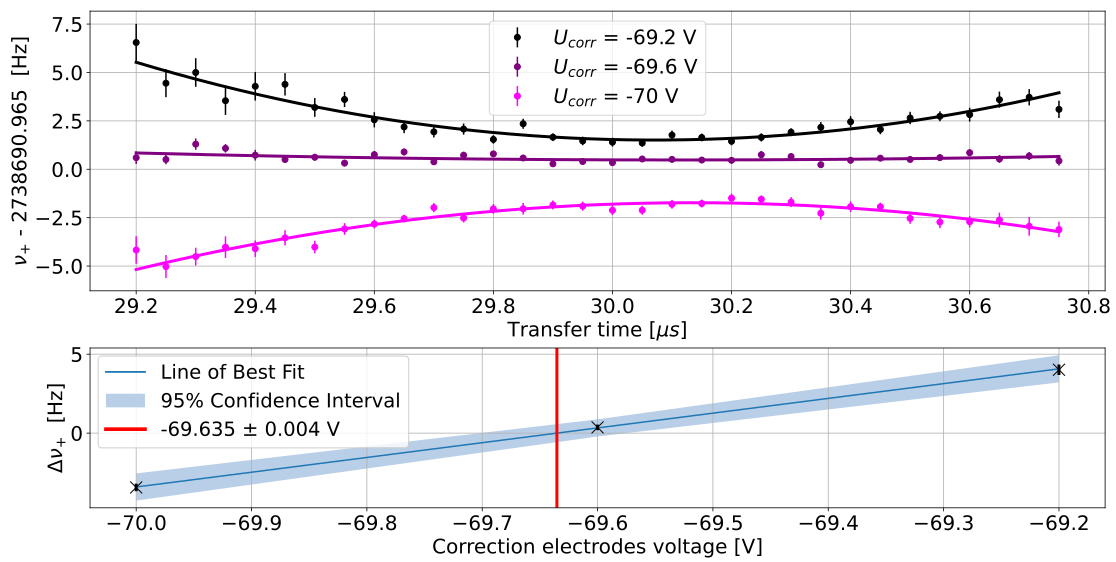 7.5
5.0
2.5
0.0
−2.5
−5.0
ν₊ - 2738690.965 [Hz]
U_corr = -69.2 V
U_corr = -69.6 V
U_corr = -70 V
29.2 29.4 29.6 29.8 30.0 30.2 30.4 30.6 30.8
Transfer time [μs]
5
0
Δν₊ [Hz]
Line of Best Fit
95% Confidence Interval
-69.635 ± 0.004 V
−70.0 −69.9 −69.8 −69.7 −69.6 −69.5 −69.4 −69.3 −69.2
Correction electrodes voltage [V]